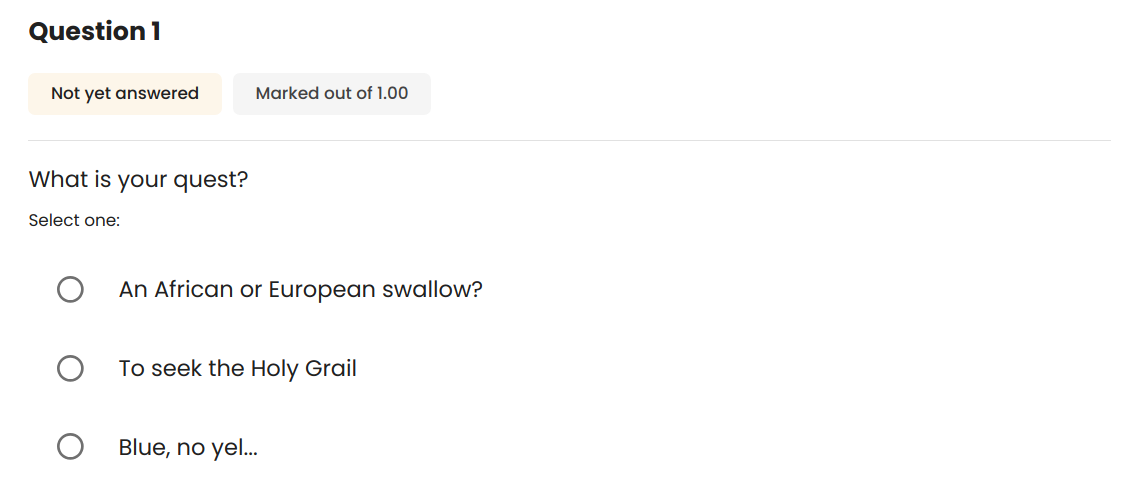 Question 1
Not yet answered
Marked out of 1.00
What is your quest?
Select one:
An African or European swallow?
To seek the Holy Grail
Blue, no yel...